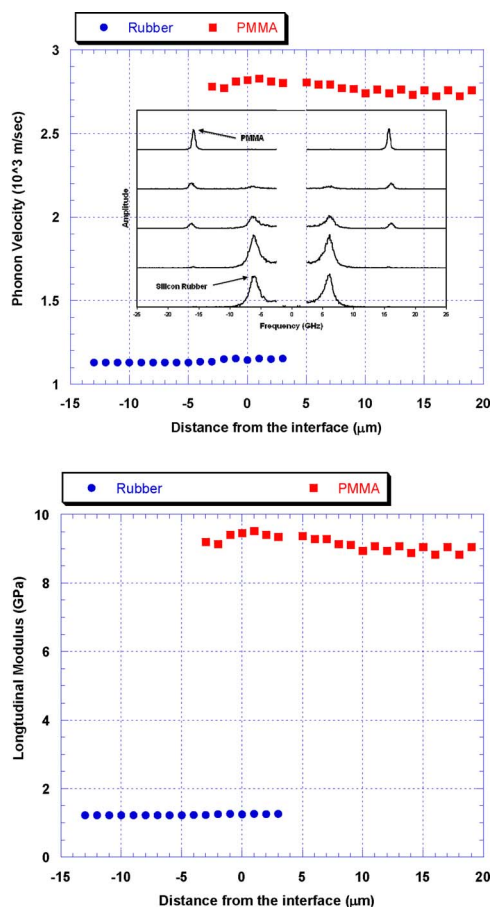 Rubber PMMA
3
2.5
2
1.5
1
Phonon Velocity (10^3 m/sec)
PMMA
Amplitude
Silicon Rubber
-25 -20 -15 -10 -5 0 5 10 15 20 25
Frequency (GHz)
-15 -10 -5 0 5 10 15 20
Distance from the interface (μm)
Rubber PMMA
10
8
6
4
2
0
Longtudinal Modulus (GPa)
-15 -10 -5 0 5 10 15 20
Distance from the interface (μm)